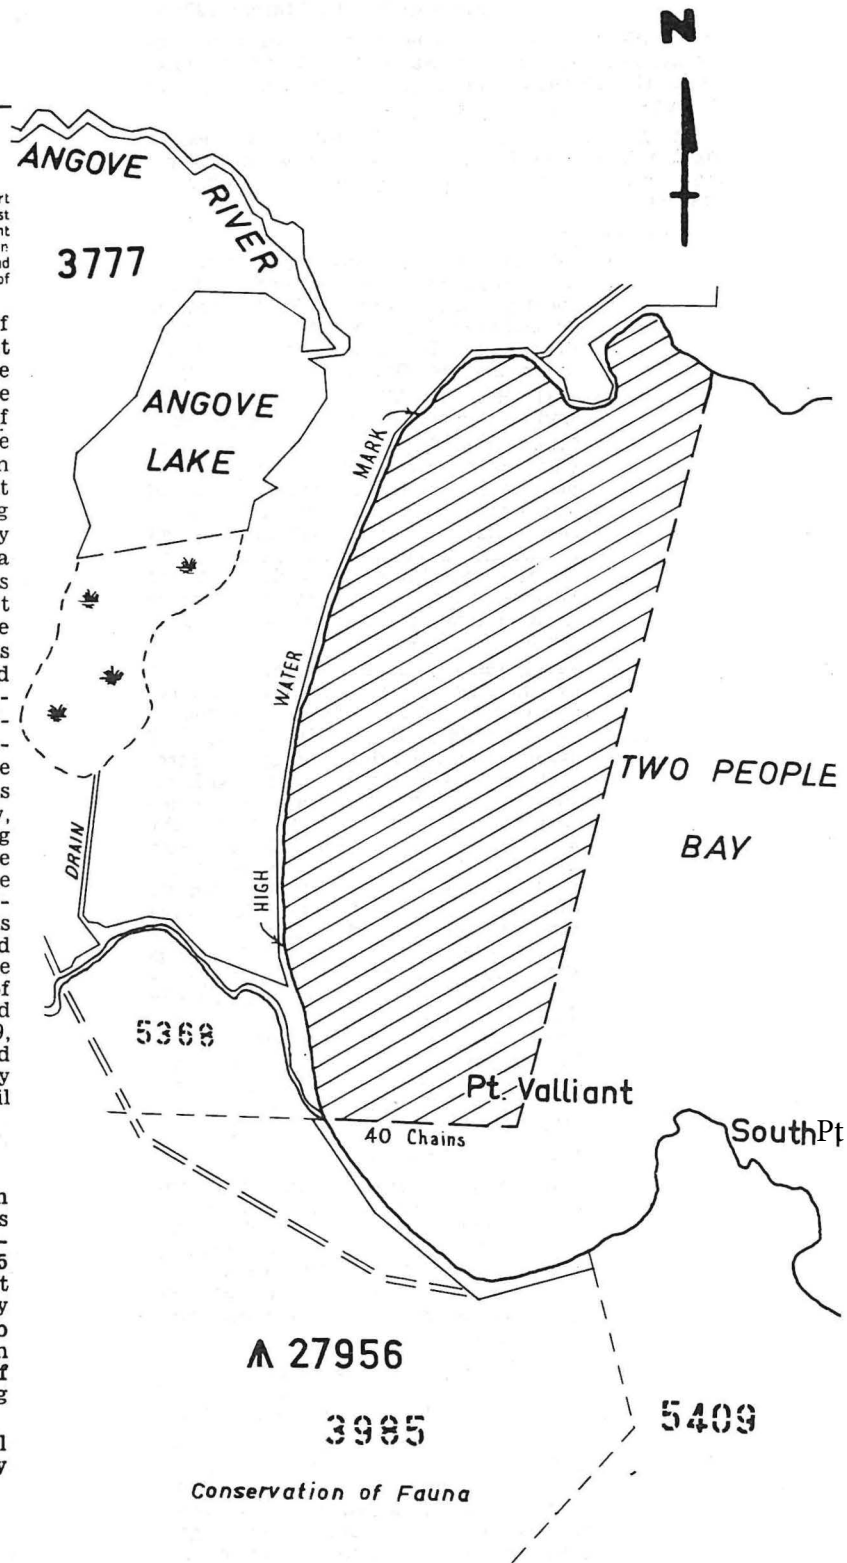 N
ANGOVE
RIVER
3777
ANGOVE
LAKE
MARK
WATER
HIGH
DRAIN
TWO PEOPLE
BAY
5368
Pt. Valliant
40 Chains
SouthPt
27956
3985
5409
Conservation of Fauna